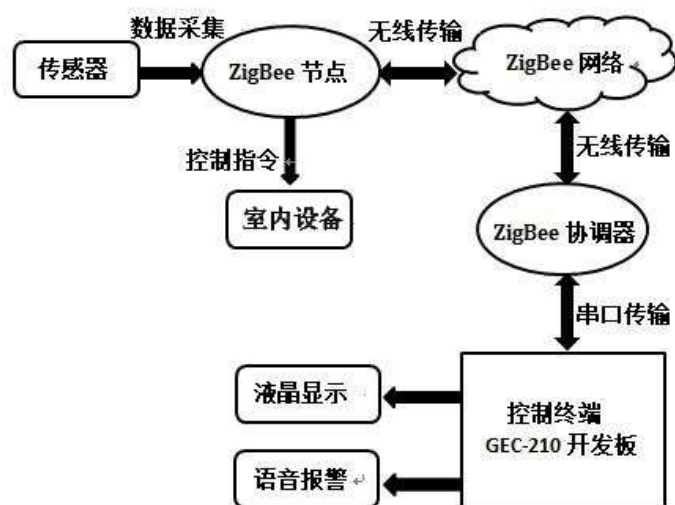 数据采集
无线传输
传感器
ZigBee 节点
ZigBee 网络
控制指令
无线传输
室内设备
ZigBee 协调器
串口传输
液晶显示
控制终端
GEC-210 开发板
语音报警